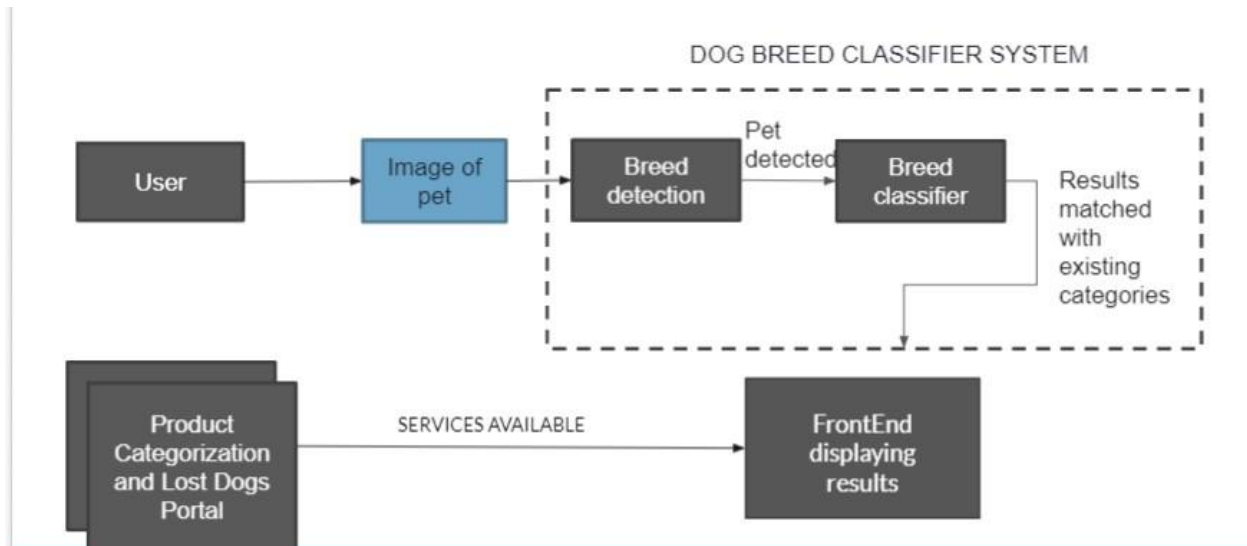 DOG BREED CLASSIFIER SYSTEM
User
Image of
pet
Breed
detection
Pet
detected
Breed
classifier
Results
matched
with
existing
categories
Product
Categorization
and Lost Dogs
Portal
SERVICES AVAILABLE
FrontEnd
displaying
results